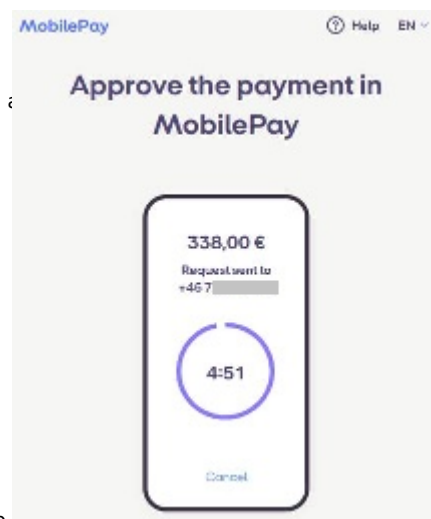 MobilePay
Help EN
Approve the payment in
MobilePay
338,00 €
Request sent to
+46 7
4:51
Cancel